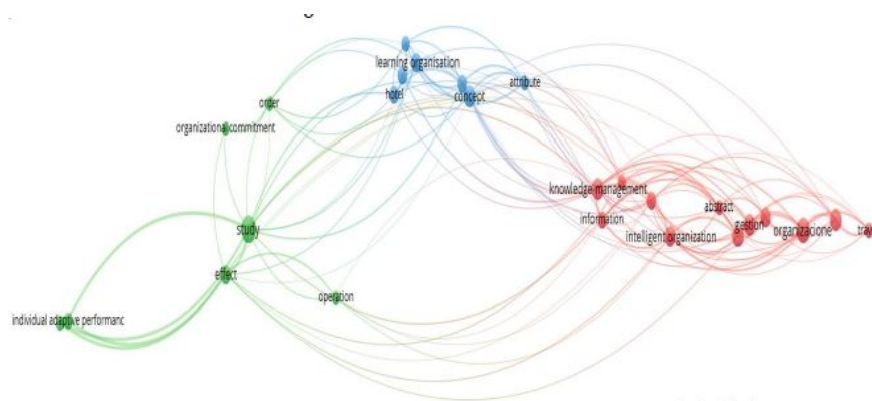 learning organisation
attribute
hotel
concept
order
organizational commitment
knowledge management
abstract
information
gestion
organizacione
study
intelligent organization
effect
operation
individual adaptive performanc